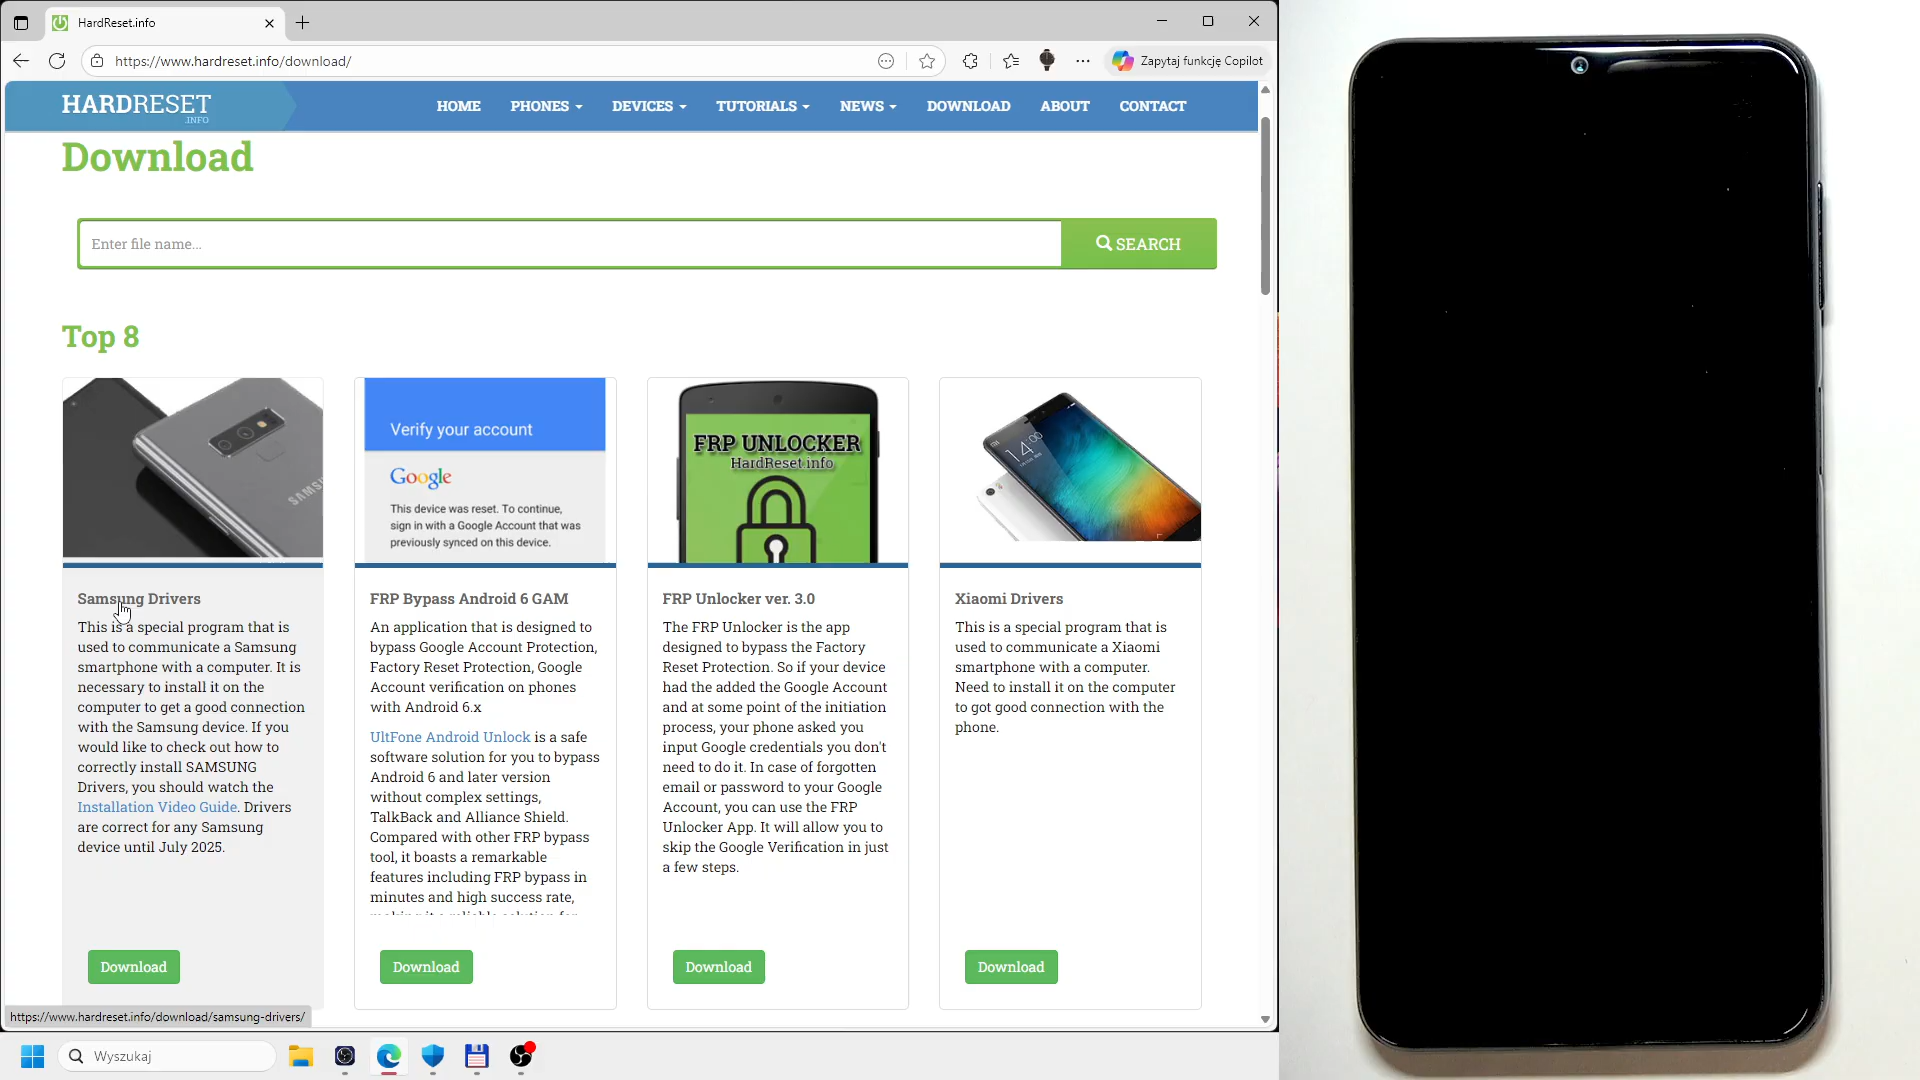 HardReset.info
https://www.hardreset.info/download/
Zapytaj funkcję Copilot
HARDRESET
.INFO
HOME
PHONES
DEVICES
TUTORIALS
NEWS
DOWNLOAD
ABOUT
CONTACT
Download
Enter file name...
SEARCH
Top 8
SAMS
Samsung Drivers
This is a special program that is
used to communicate a Samsung
smartphone with a computer. It is
necessary to install it on the
computer to get a good connection
with the Samsung device. If you
would like to check out how to
correctly install SAMSUNG
Drivers, you should watch the
Installation Video Guide. Drivers
are correct for any Samsung
device until July 2025.
Download
Verify your account
Google
This device was reset. To continue,
sign in with a Google Account that was
previously synced on this device.
FRP Bypass Android 6 GAM
An application that is designed to
bypass Google Account Protection,
Factory Reset Protection, Google
Account verification on phones
with Android 6.x
UltFone Android Unlock is a safe
software solution for you to bypass
Android 6 and later version
without complex settings,
TalkBack and Alliance Shield.
Compared with other FRP bypass
tool, it boasts a remarkable
features including FRP bypass in
minutes and high success rate,
Download
FRP UNLOCKER
HardReset.info
FRP Unlocker ver. 3.0
The FRP Unlocker is the app
designed to bypass the Factory
Reset Protection. So if your device
had the added the Google Account
and at some point of the initiation
process, your phone asked you
input Google credentials you don't
need to do it. In case of forgotten
email or password to your Google
Account, you can use the FRP
Unlocker App. It will allow you to
skip the Google Verification in just
a few steps.
Download
14:00
Xiaomi Drivers
This is a special program that is
used to communicate a Xiaomi
smartphone with a computer.
Need to install it on the computer
to got good connection with the
phone.
Download
https://www.hardreset.info/download/samsung-drivers/
Wyszukaj